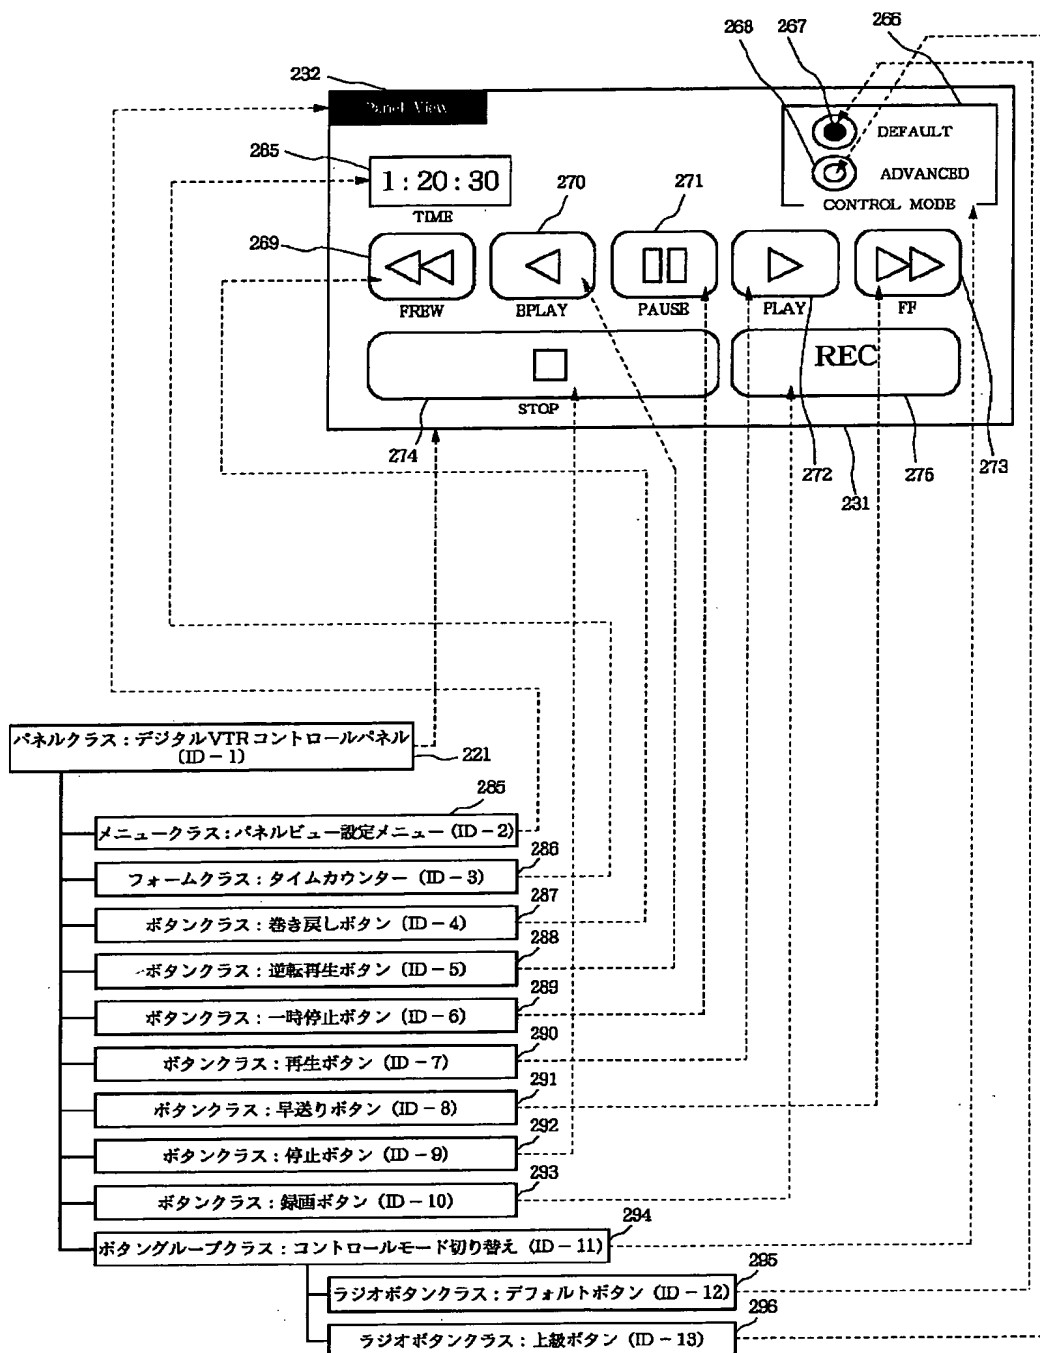 266
267
268
232
Panel View
DEFAULT
285
1:20:30
270
271
ADVANCED
TIME
CONTROL MODE
269
FREW
BPLAY
PAUSE
PLAY
FF
REC
STOP
274
272
275
273
231
パネルクラス：デジタルVTRコントロールパネル
(ID－1)
221
285
メニュークラス：パネルビュー設定メニュー (ID－2)
286
フォームクラス：タイムカウンター (ID－3)
287
ボタンクラス：巻き戻しボタン (ID－4)
288
ボタンクラス：逆転再生ボタン (ID－5)
289
ボタンクラス：一時停止ボタン (ID－6)
290
ボタンクラス：再生ボタン (ID－7)
291
ボタンクラス：早送りボタン (ID－8)
292
ボタンクラス：停止ボタン (ID－9)
293
ボタンクラス：録画ボタン (ID－10)
294
ボタングループクラス：コントロールモード切り替え (ID－11)
295
ラジオボタンクラス：デフォルトボタン (ID－12)
296
ラジオボタンクラス：上級ボタン (ID－13)